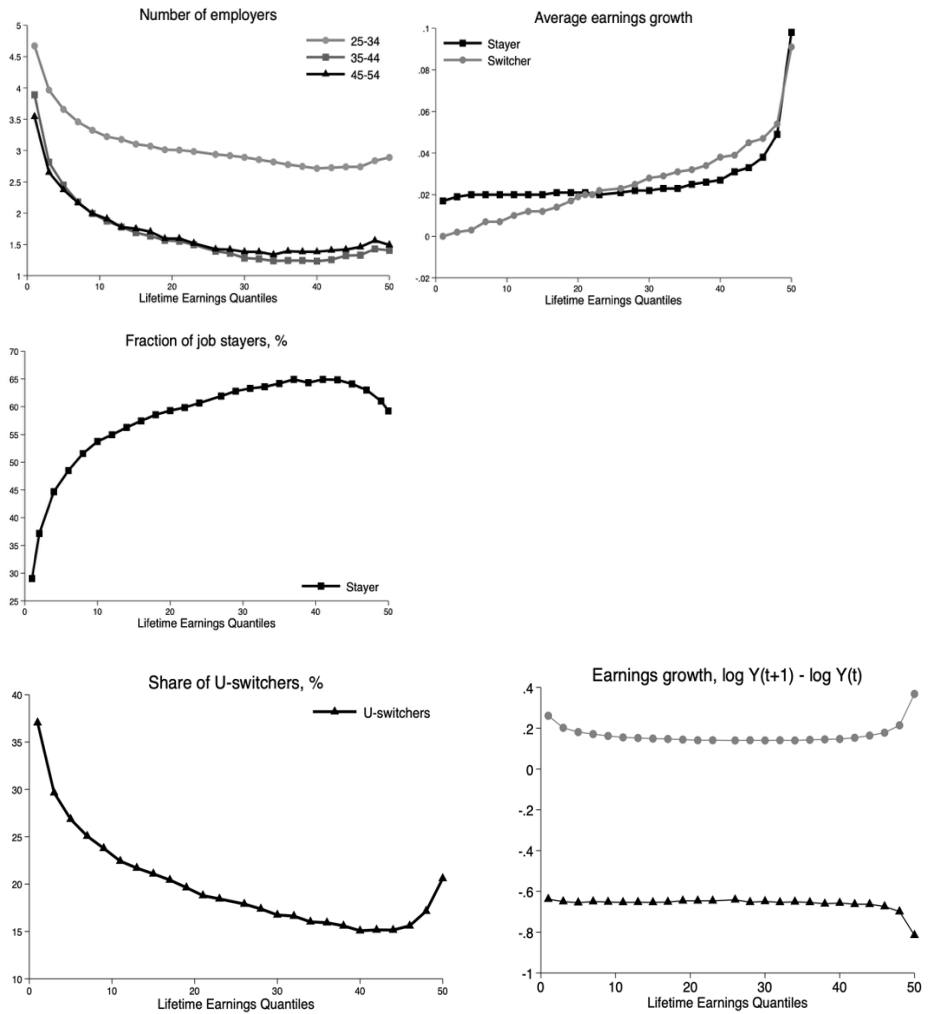 Number of employers
25-34
35-44
45-54
5
4.5
4
3.5
3
2.5
2
1.5
1
0 10 20 30 40 50
Lifetime Earnings Quantiles
Average earnings growth
Stayer
Switcher
.1
.08
.06
.04
.02
0
-.02
0 10 20 30 40 50
Lifetime Earnings Quantiles
Fraction of job stayers, %
70
65
60
55
50
45
40
35
30
25
Stayer
0 10 20 30 40 50
Lifetime Earnings Quantiles
Share of U-switchers, %
U-switchers
40
35
30
25
20
15
10
0 10 20 30 40 50
Lifetime Earnings Quantiles
Earnings growth, log Y(t+1) - log Y(t)
.4
.2
0
-.2
-.4
-.6
-.8
-1
0 10 20 30 40 50
Lifetime Earnings Quantiles